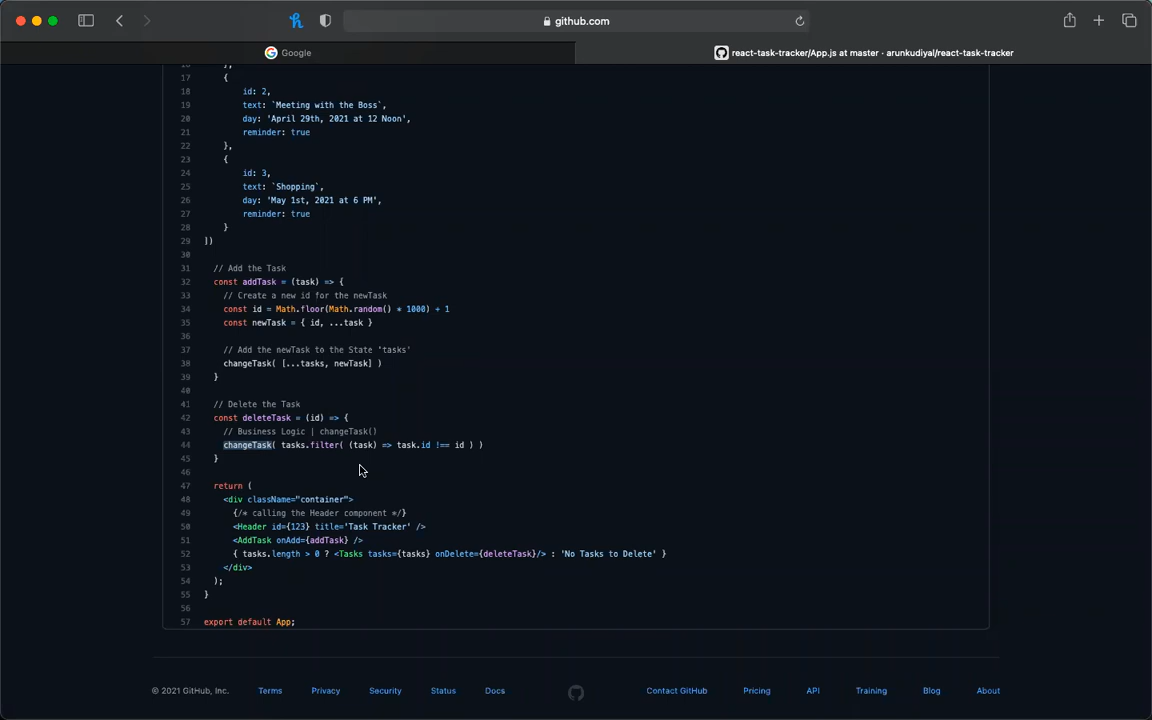 github.com
Google
react-task-tracker/App.js at master · arunkudiyal/react-task-tracker
16 },
17 {
18 id: 2,
19 text: `Meeting with the Boss`,
20 day: 'April 29th, 2021 at 12 Noon',
21 reminder: true
22 },
23 {
24 id: 3,
25 text: `Shopping`,
26 day: 'May 1st, 2021 at 6 PM',
27 reminder: true
28 }
29 ])
30
31 // Add the Task
32 const addTask = (task) => {
33 // Create a new id for the newTask
34 const id = Math.floor(Math.random() * 1000) + 1
35 const newTask = { id, ...task }
36
37 // Add the newTask to the State 'tasks'
38 changeTask( [...tasks, newTask] )
39 }
40
41 // Delete the Task
42 const deleteTask = (id) => {
43 // Business Logic | changeTask()
44 changeTask( tasks.filter( (task) => task.id !== id ) )
45 }
46
47 return (
48 <div className="container">
49 {/* calling the Header component */}
50 <Header id={123} title='Task Tracker' />
51 <AddTask onAdd={addTask} />
52 { tasks.length > 0 ? <Tasks tasks={tasks} onDelete={deleteTask}/> : 'No Tasks to Delete' }
53 </div>
54 );
55 }
56
57 export default App;
© 2021 GitHub, Inc. Terms Privacy Security Status Docs Contact GitHub Pricing API Training Blog About